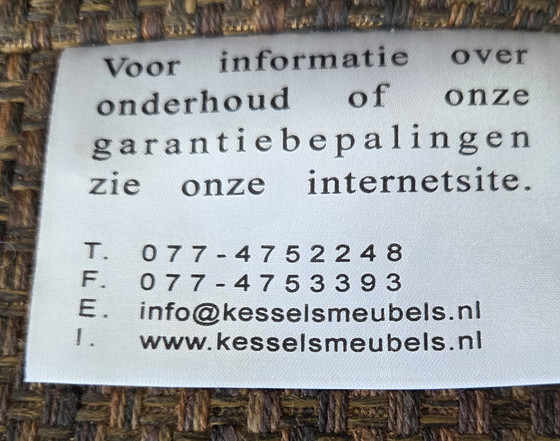 Voor informatie over
onderhoud of onze
garantiebepalingen
zie onze internetsite.
T. 077-4752248
F. 077-4753393
E. info@kesselsmeubels.nl
I. www.kesselsmeubels.nl